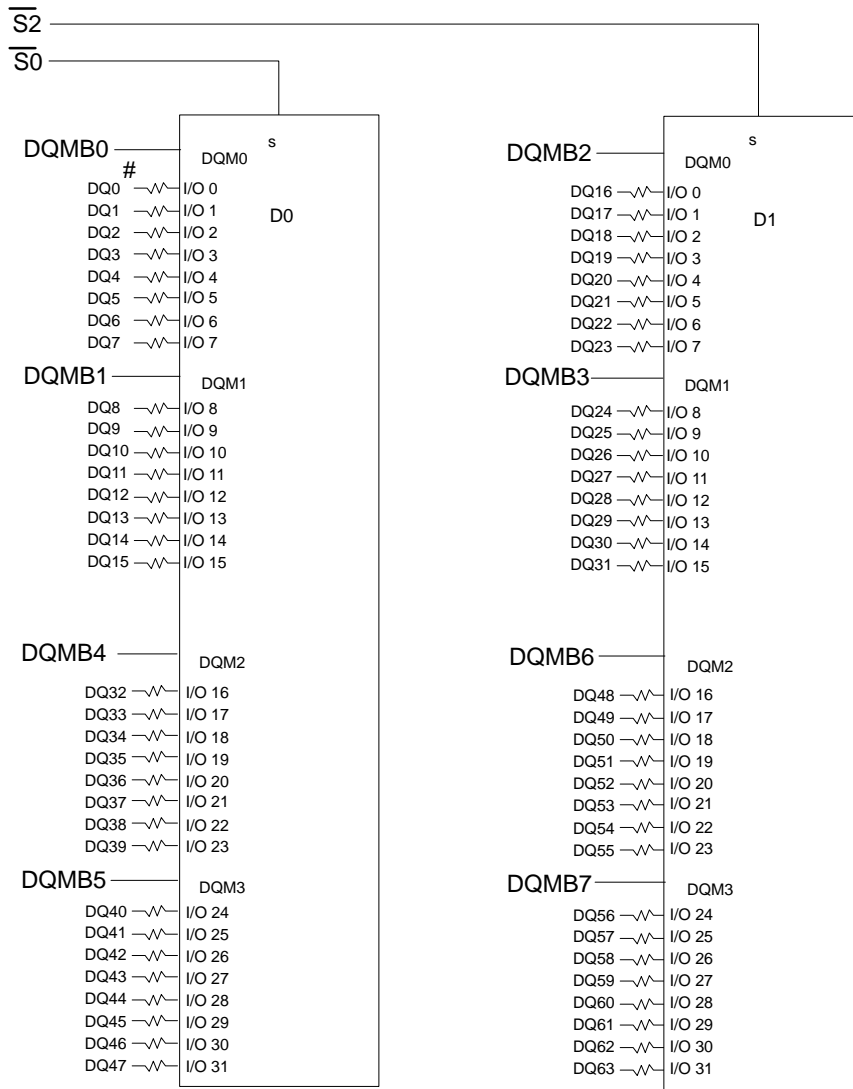 S2
S0
s
DQMB0
DQM0
#
DQ0 I/O 0
DQ1 I/O 1
D0
DQ2 I/O 2
DQ3 I/O 3
DQ4 I/O 4
DQ5 I/O 5
DQ6 I/O 6
DQ7 I/O 7
DQMB1
DQM1
DQ8 I/O 8
DQ9 I/O 9
DQ10 I/O 10
DQ11 I/O 11
DQ12 I/O 12
DQ13 I/O 13
DQ14 I/O 14
DQ15 I/O 15
DQMB4
DQM2
DQ32 I/O 16
DQ33 I/O 17
DQ34 I/O 18
DQ35 I/O 19
DQ36 I/O 20
DQ37 I/O 21
DQ38 I/O 22
DQ39 I/O 23
DQMB5
DQM3
DQ40 I/O 24
DQ41 I/O 25
DQ42 I/O 26
DQ43 I/O 27
DQ44 I/O 28
DQ45 I/O 29
DQ46 I/O 30
DQ47 I/O 31
s
DQMB2
DQM0
DQ16 I/O 0
DQ17 I/O 1
D1
DQ18 I/O 2
DQ19 I/O 3
DQ20 I/O 4
DQ21 I/O 5
DQ22 I/O 6
DQ23 I/O 7
DQMB3
DQM1
DQ24 I/O 8
DQ25 I/O 9
DQ26 I/O 10
DQ27 I/O 11
DQ28 I/O 12
DQ29 I/O 13
DQ30 I/O 14
DQ31 I/O 15
DQMB6
DQM2
DQ48 I/O 16
DQ49 I/O 17
DQ50 I/O 18
DQ51 I/O 19
DQ52 I/O 20
DQ53 I/O 21
DQ54 I/O 22
DQ55 I/O 23
DQMB7
DQM3
DQ56 I/O 24
DQ57 I/O 25
DQ58 I/O 26
DQ59 I/O 27
DQ60 I/O 28
DQ61 I/O 29
DQ62 I/O 30
DQ63 I/O 31